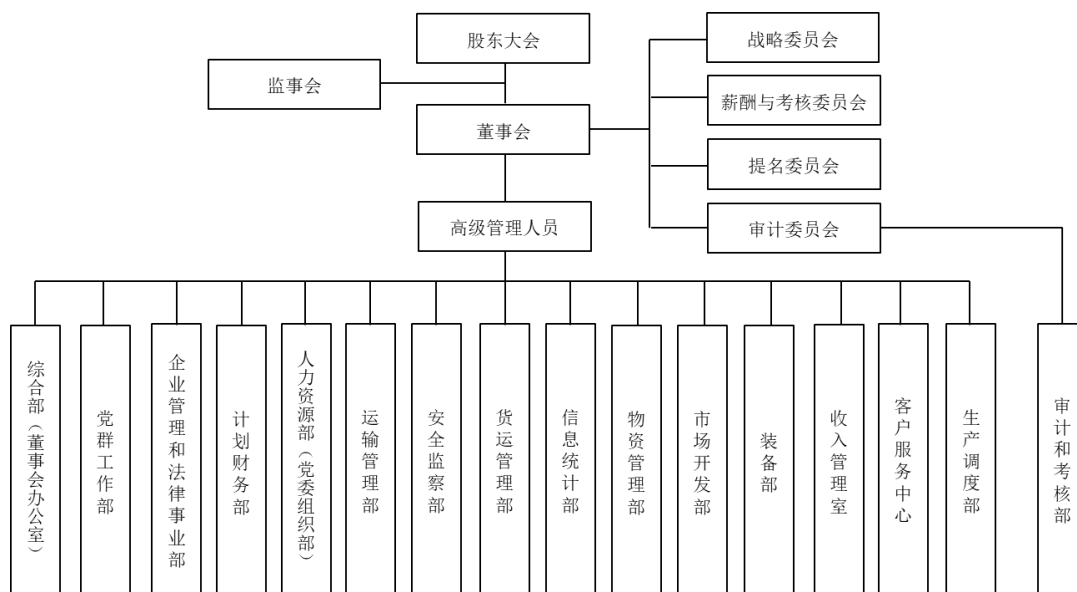 股东大会
战略委员会
监事会
薪酬与考核委员会
董事会
提名委员会
高级管理人员
审计委员会
综合部（董事会办公室）
党群工作部
企业管理和法律事业部
计划财务部
人力资源部（党委组织部）
运输管理部
安全监察部
货运管理部
信息统计部
物资管理部
市场开发部
装备部
收入管理室
客户服务中心
生产调度部
审计和考核部